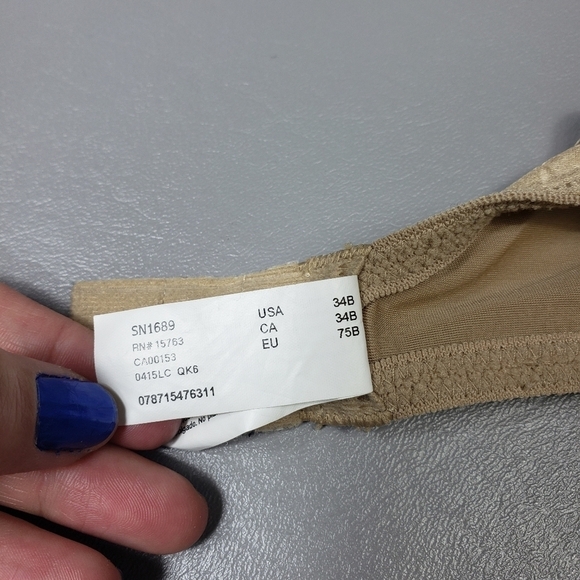 SN1689
RN# 15763
CA00153
0415LC QK6
078715476311
USA 34B
CA 34B
EU 75B